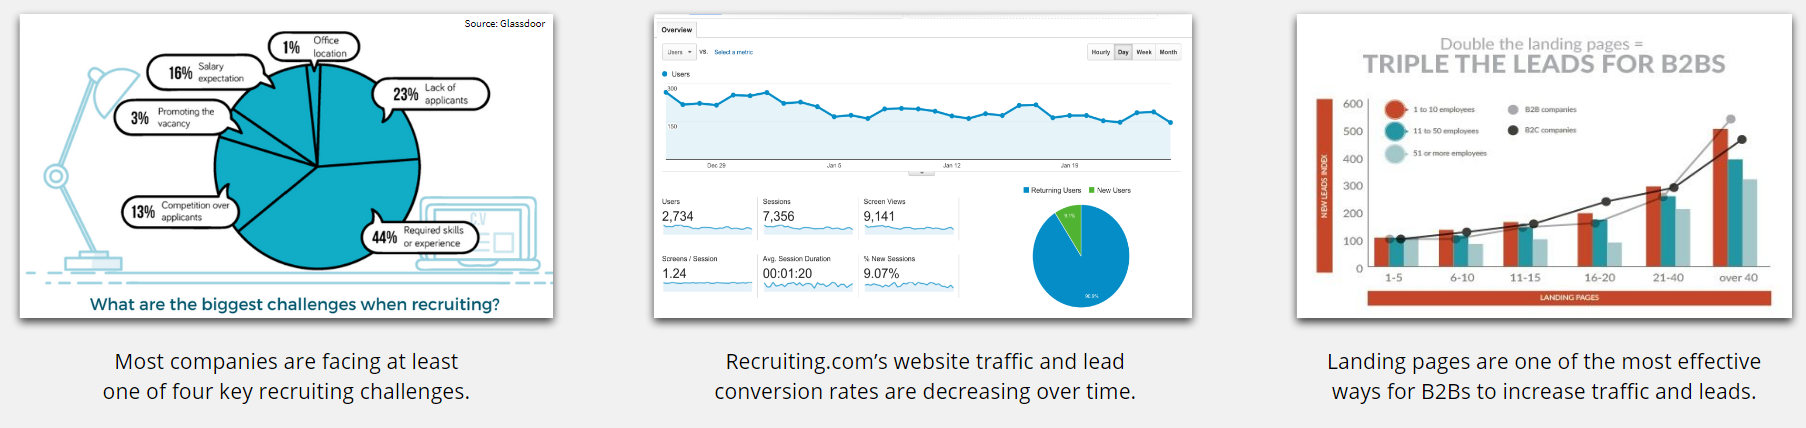 Source: Glassdoor
1%
Office
location
16%
Salary
expectation
23%
Lack of
applicants
3%
Promoting the
vacancy
13%
Competition over
applicants
C.V
44%
Required skills
or experience
What are the biggest challenges when recruiting?
Most companies are facing at least
one of four key recruiting challenges.
Overview
Users
VS.
Select a metric
Hourly
Day
Week
Month
Users
300
150
Dec 29
Jan 5
Jan 12
Jan 19
Returning Users
New Users
Users
Sessions
Screen Views
2,734
7,356
9,141
Screens / Session
Avg. Session Duration
% New Sessions
1.24
00:01:20
9.07%
9.1%
90.9%
Recruiting.com's website traffic and lead
conversion rates are decreasing over time.
Double the landing pages =
TRIPLE THE LEADS FOR B2BS
NEW LEADS INDEX
600
500
400
300
200
100
0
1 to 10 employees
11 to 50 employees
51 or more employees
B2B companies
B2C companies
1-5
6-10
11-15
16-20
21-40
over 40
LANDING PAGES
Landing pages are one of the most effective
ways for B2Bs to increase traffic and leads.